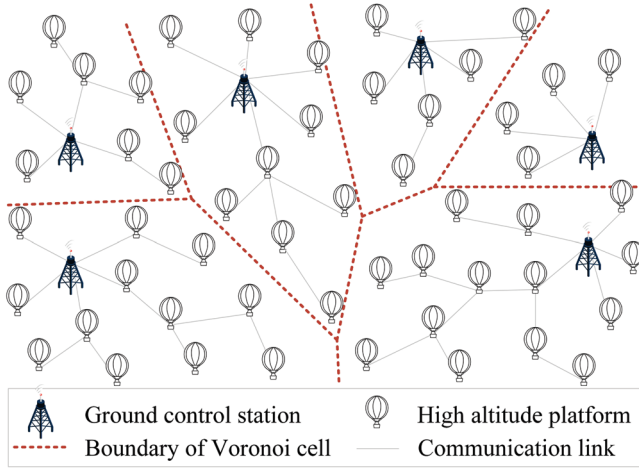 Ground control station
High altitude platform
Boundary of Voronoi cell
Communication link